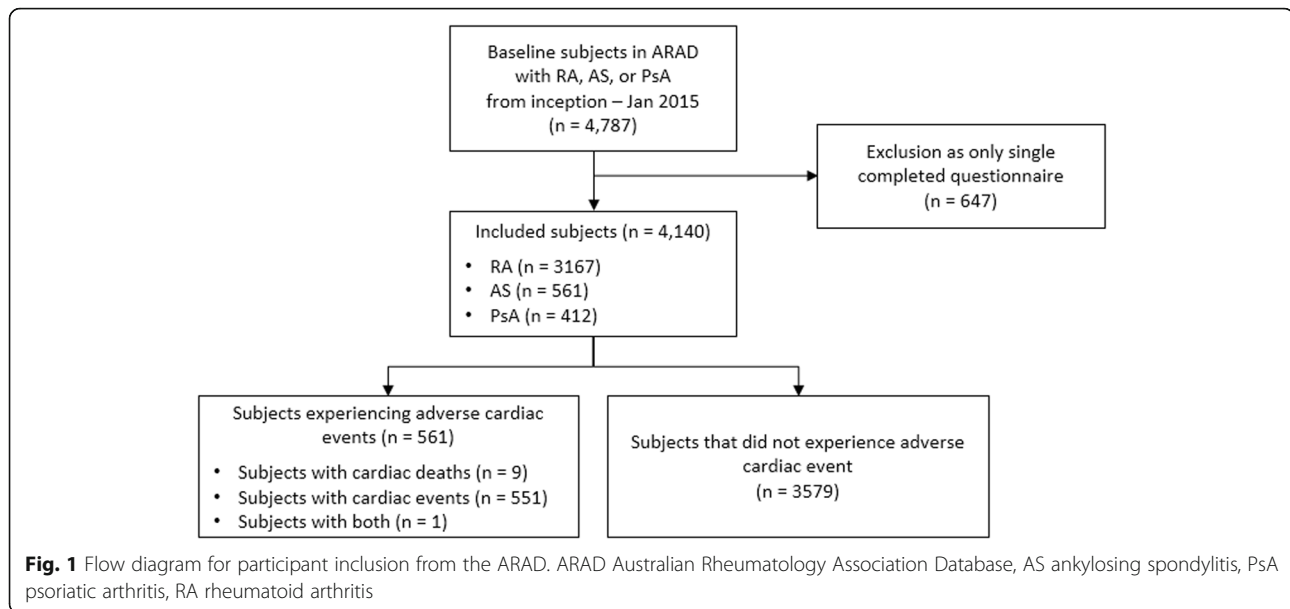 Baseline subjects in ARAD
with RA, AS, or PsA
from inception – Jan 2015
(n = 4,787)
Exclusion as only single
completed questionnaire
(n = 647)
Included subjects (n = 4,140)
• RA (n = 3167)
• AS (n = 561)
• PsA (n = 412)
Subjects experiencing adverse cardiac
events (n = 561)
• Subjects with cardiac deaths (n = 9)
• Subjects with cardiac events (n = 551)
• Subjects with both (n = 1)
Subjects that did not experience adverse
cardiac event
(n = 3579)
Fig. 1 Flow diagram for participant inclusion from the ARAD. ARAD Australian Rheumatology Association Database, AS ankylosing spondylitis, PsA
psoriatic arthritis, RA rheumatoid arthritis